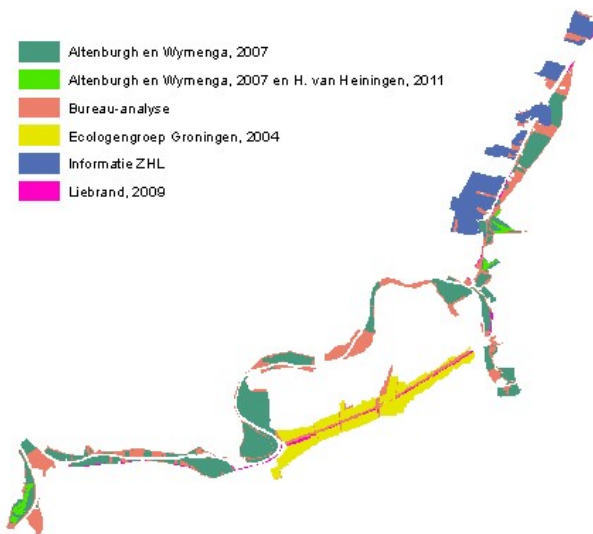 Altenburgh en Wymenga, 2007
Altenburgh en Wymenga, 2007 en H. van Heiningen, 2011
Bureau-analyse
Ecologengroep Groningen, 2004
Informatie ZHL
Liebrand, 2009